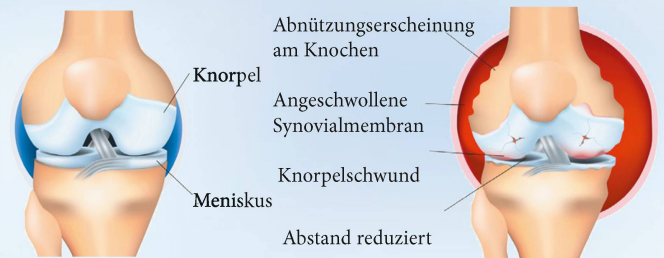 Knorpel
Meniskus
Abnützungserscheinung
am Knochen
Angeschwollene
Synovialmembran
Knorpelschwund
Abstand reduziert